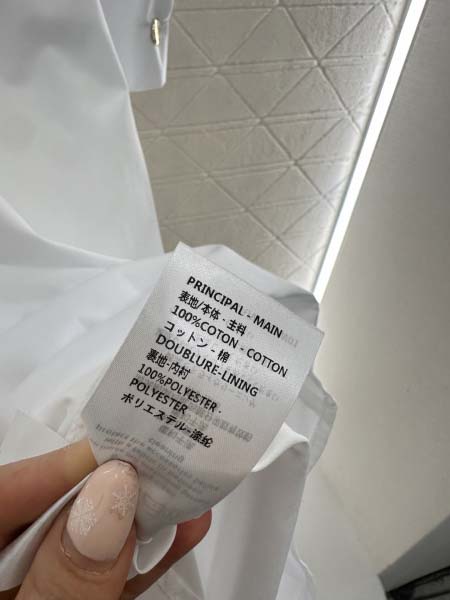 PRINCIPAL - MAIN
表地/本体 - 主料
100%COTON - COTTON
コットン - 棉
DOUBLURE-LINING
裏地-内衬
100%POLYESTER -
POLYESTER
ポリエステル-涤纶